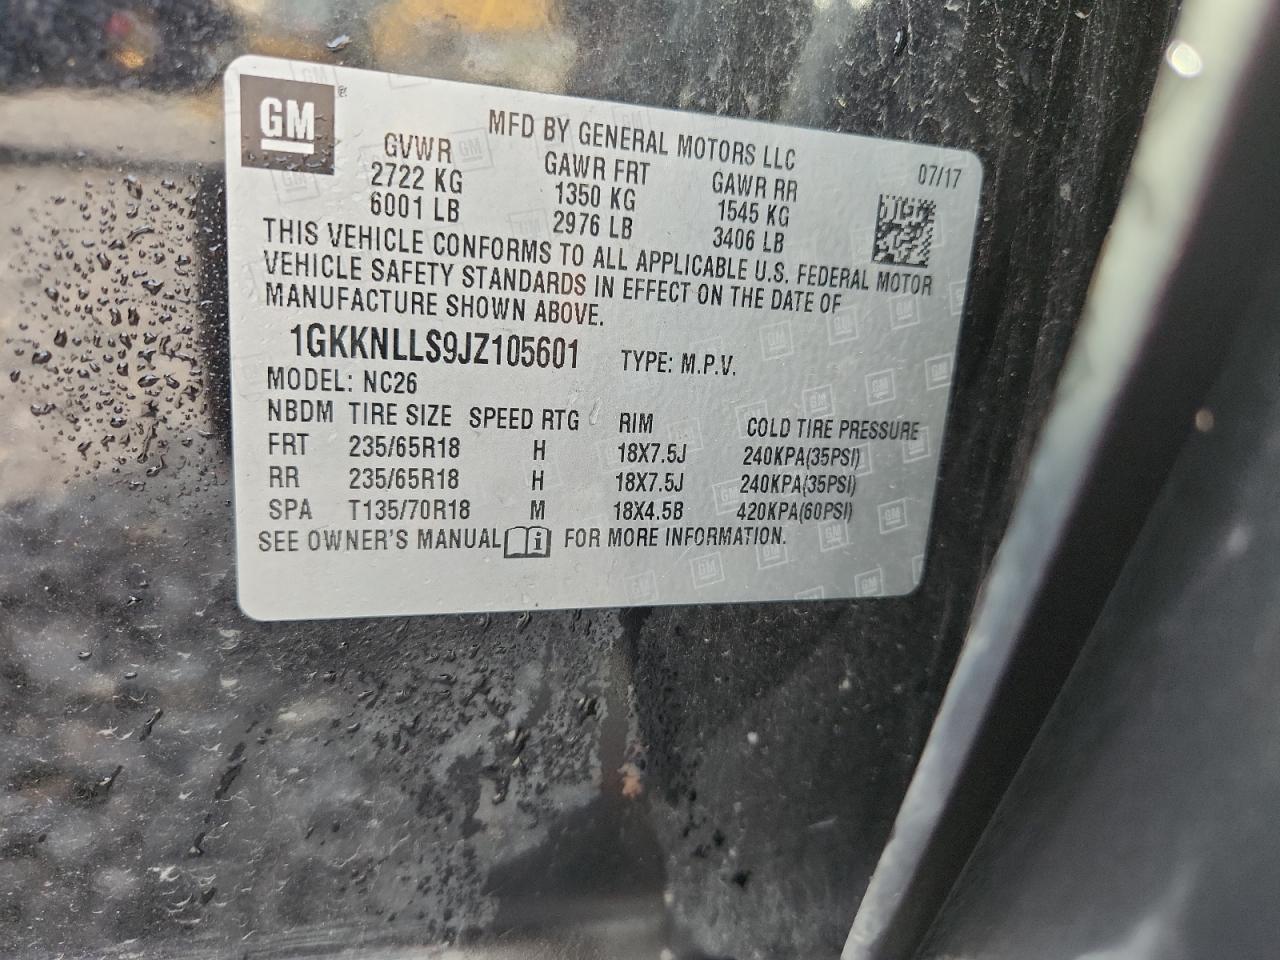 GM ®
MFD BY GENERAL MOTORS LLC
07/17
GVWR GAWR FRT GAWR RR
2722 KG 1350 KG 1545 KG
6001 LB 2976 LB 3406 LB
THIS VEHICLE CONFORMS TO ALL APPLICABLE U.S. FEDERAL MOTOR
VEHICLE SAFETY STANDARDS IN EFFECT ON THE DATE OF
MANUFACTURE SHOWN ABOVE.
1GKKNLLS9JZ105601 TYPE: M.P.V.
MODEL: NC26
NBDM TIRE SIZE SPEED RTG RIM COLD TIRE PRESSURE
FRT 235/65R18 H 18X7.5J 240KPA(35PSI)
RR 235/65R18 H 18X7.5J 240KPA(35PSI)
SPA T135/70R18 M 18X4.5B 420KPA(60PSI)
SEE OWNER'S MANUAL i FOR MORE INFORMATION.